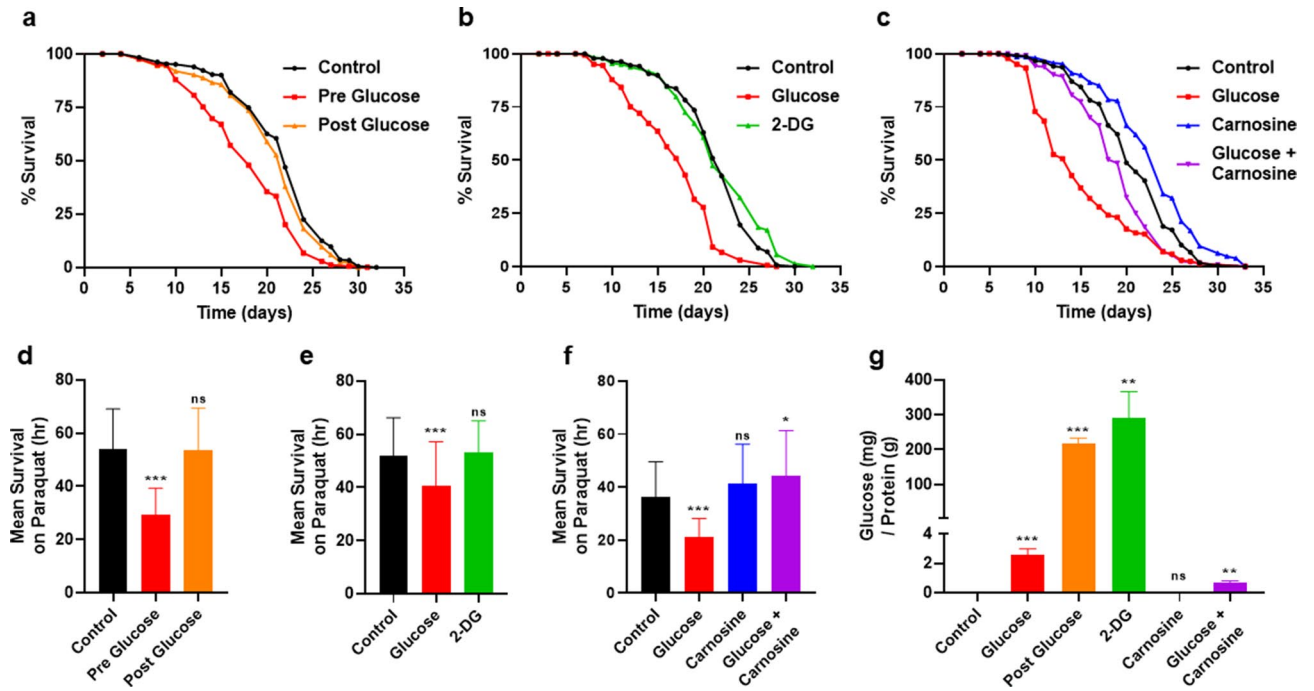 a
% Survival
100
75
50
25
0
0 5 10 15 20 25 30 35
Time (days)
Control
Pre Glucose
Post Glucose
b
% Survival
100
75
50
25
0
0 5 10 15 20 25 30 35
Time (days)
Control
Glucose
2-DG
c
% Survival
100
75
50
25
0
0 5 10 15 20 25 30 35
Time (days)
Control
Glucose
Carnosine
Glucose +
Carnosine
d
Mean Survival
on Paraquat (hr)
80
60
40
20
0
***
ns
Control
Pre Glucose
Post Glucose
e
Mean Survival
on Paraquat (hr)
80
60
40
20
0
***
ns
Control
Glucose
2-DG
f
Mean Survival
on Paraquat (hr)
80
60
40
20
0
***
ns
*
Control
Glucose
Carnosine
Glucose +
Carnosine
g
Glucose (mg)
/ Protein (g)
400
300
200
100
4
2
0
***
***
**
ns
**
Control
Glucose
Post Glucose
2-DG
Carnosine
Glucose +
Carnosine